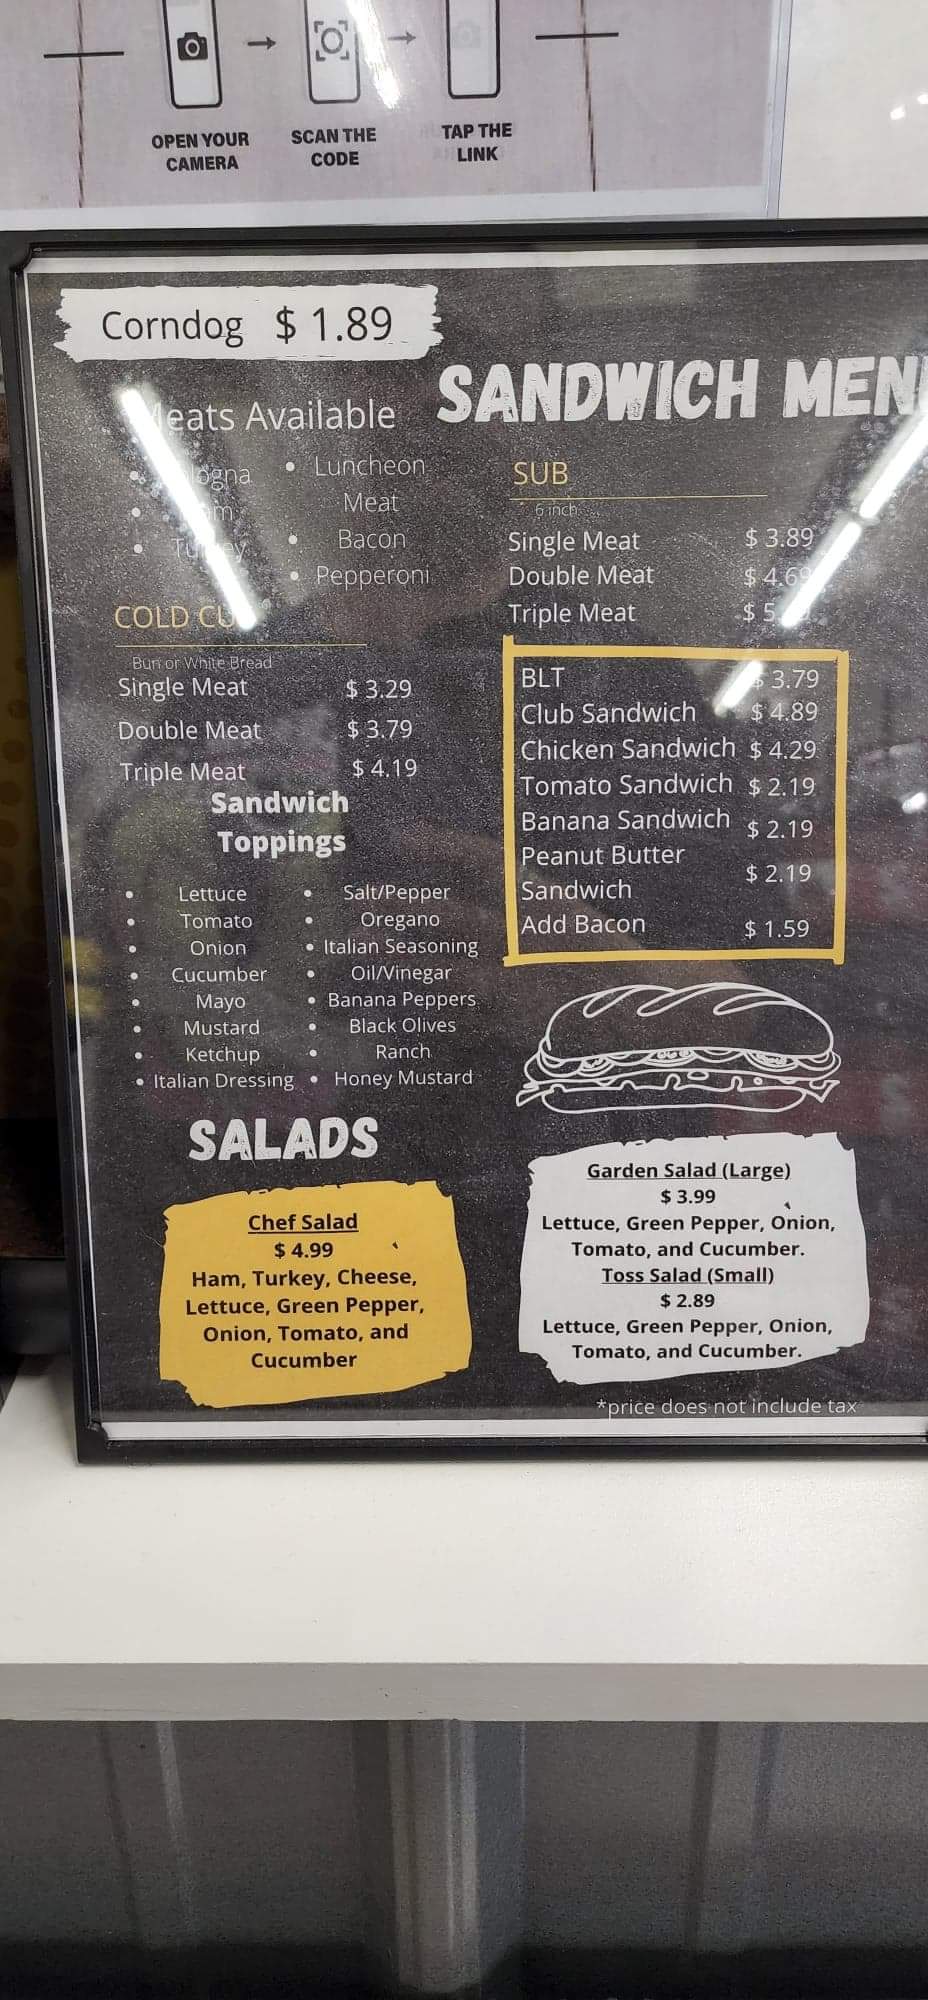 OPEN YOUR
CAMERA
SCAN THE
CODE
TAP THE
LINK
Corndog $ 1.89
SANDWICH MEN
Meats Available
• Luncheon
Meat
• Bacon
• Pepperoni
COLD
Bun or White Bread
Single Meat $ 3.29
Double Meat $ 3.79
Triple Meat $ 4.19
Sandwich
Toppings
• Lettuce
• Tomato
• Onion
• Cucumber
• Mayo
• Mustard
• Ketchup
• Italian Dressing
• Salt/Pepper
• Oregano
• Italian Seasoning
• Oil/Vinegar
• Banana Peppers
• Black Olives
• Ranch
• Honey Mustard
SUB
6 inch
Single Meat $ 3.89
Double Meat $ 4.69
Triple Meat
BLT $ 3.79
Club Sandwich $ 4.89
Chicken Sandwich $ 4.29
Tomato Sandwich $ 2.19
Banana Sandwich $ 2.19
Peanut Butter
Sandwich $ 2.19
Add Bacon $ 1.59
SALADS
Chef Salad
$ 4.99
Ham, Turkey, Cheese,
Lettuce, Green Pepper,
Onion, Tomato, and
Cucumber
Garden Salad (Large)
$ 3.99
Lettuce, Green Pepper, Onion,
Tomato, and Cucumber.
Toss Salad (Small)
$ 2.89
Lettuce, Green Pepper, Onion,
Tomato, and Cucumber.
*price does not include tax